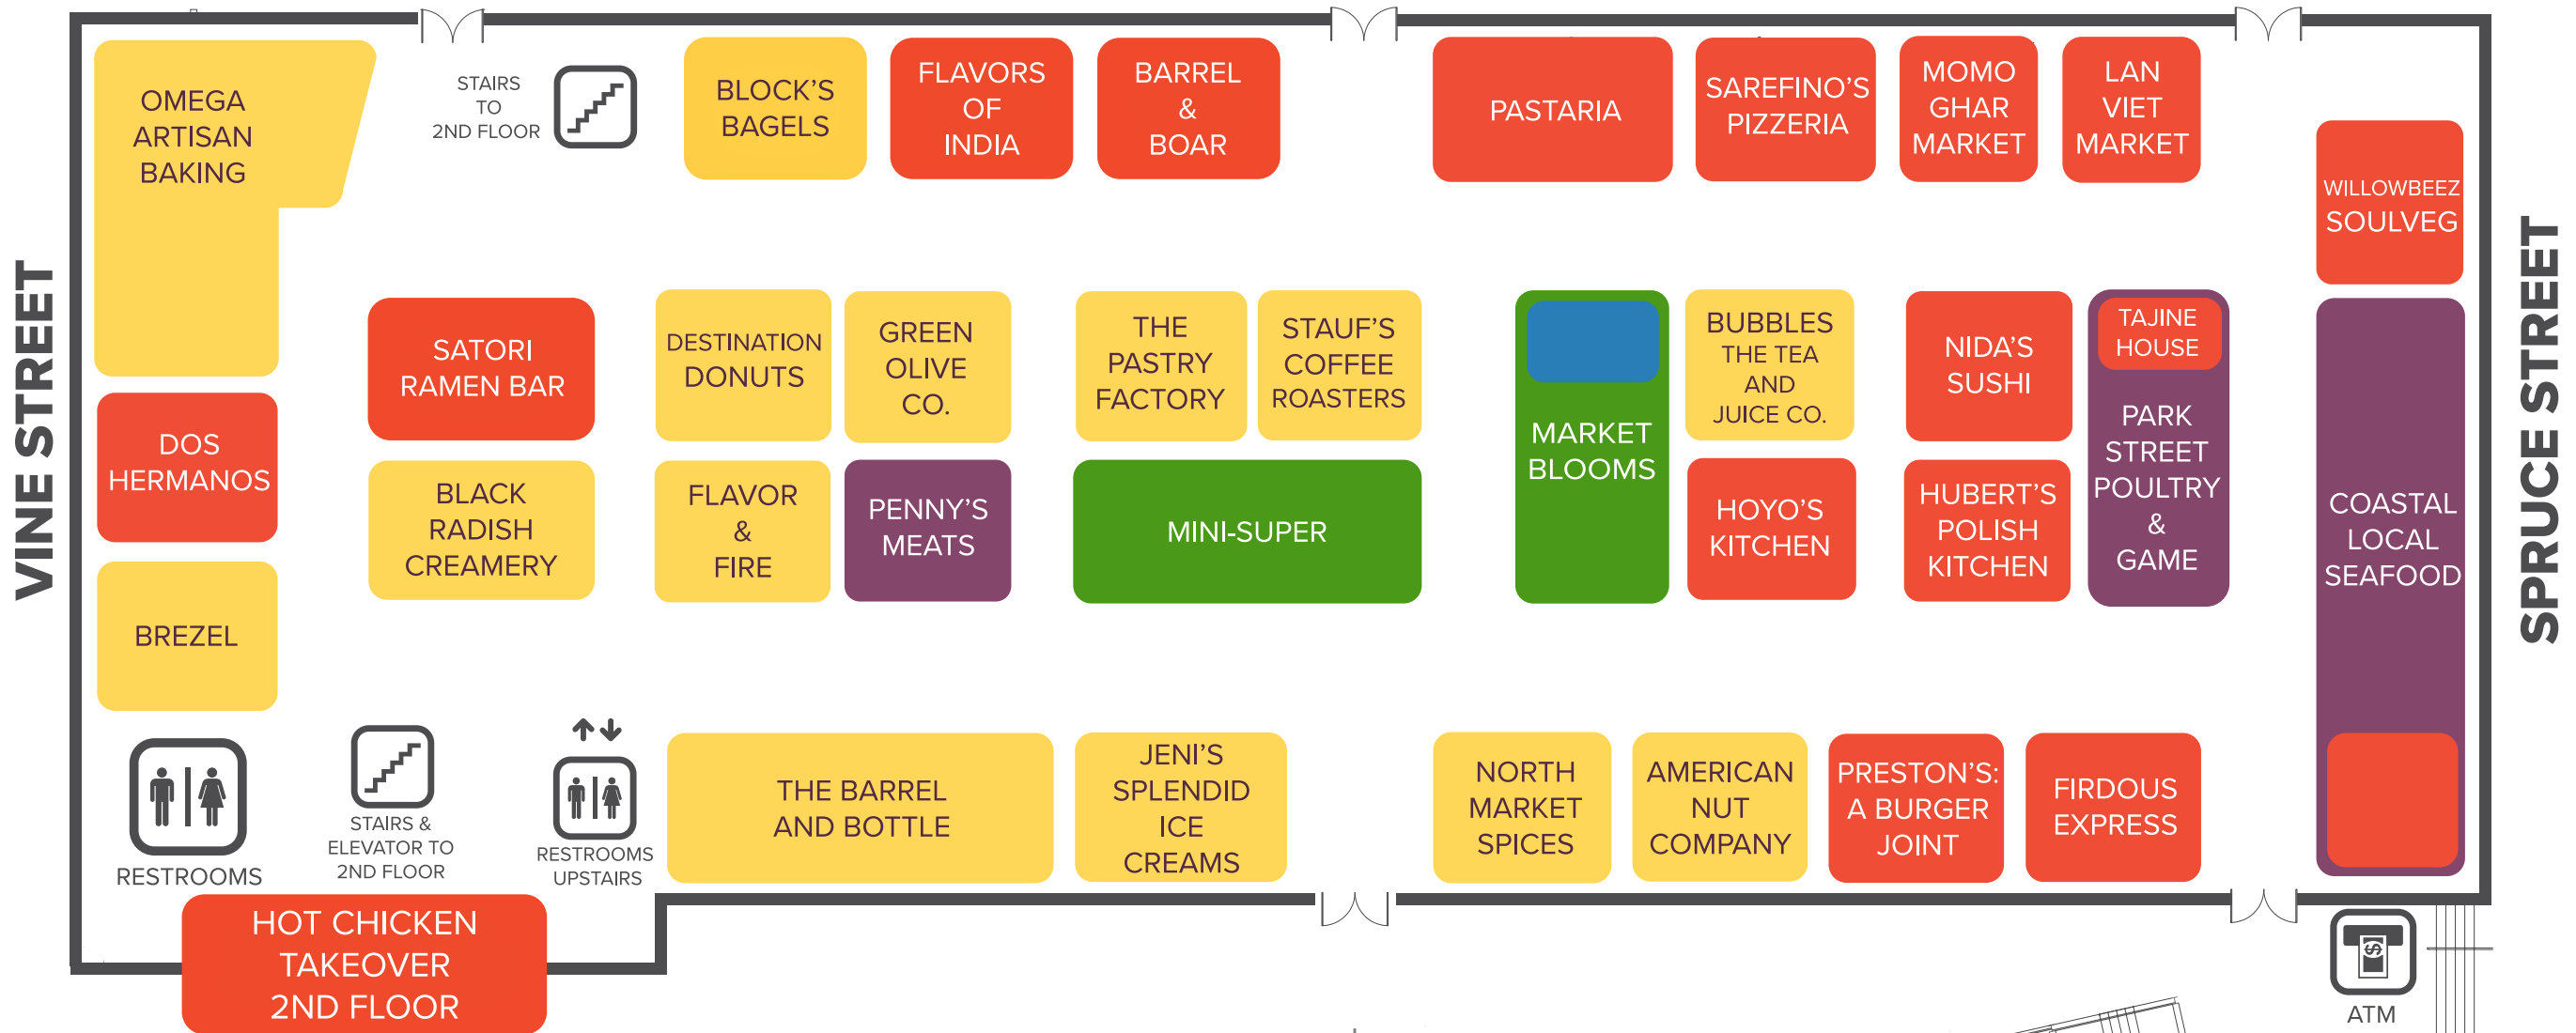 VINE STREET
OMEGA
ARTISAN
BAKING
STAIRS
TO
2ND FLOOR
BLOCK'S
BAGELS
FLAVORS
OF
INDIA
BARREL
&
BOAR
PASTARIA
SAREFINO'S
PIZZERIA
MOMO
GHAR
MARKET
LAN
VIET
MARKET
WILLOWBEEZ
SOULVEG
SPRUCE STREET
DOS
HERMANOS
BREZEL
SATORI
RAMEN BAR
BLACK
RADISH
CREAMERY
DESTINATION
DONUTS
GREEN
OLIVE
CO.
FLAVOR
&
FIRE
PENNY'S
MEATS
THE
PASTRY
FACTORY
STAUF'S
COFFEE
ROASTERS
MINI-SUPER
MARKET
BLOOMS
BUBBLES
THE TEA
AND
JUICE CO.
HOYO'S
KITCHEN
NIDA'S
SUSHI
HUBERT'S
POLISH
KITCHEN
TAJINE
HOUSE
PARK
STREET
POULTRY
&
GAME
COASTAL
LOCAL
SEAFOOD
RESTROOMS
STAIRS &
ELEVATOR TO
2ND FLOOR
RESTROOMS
UPSTAIRS
THE BARREL
AND BOTTLE
JENI'S
SPLENDID
ICE
CREAMS
NORTH
MARKET
SPICES
AMERICAN
NUT
COMPANY
PRESTON'S:
A BURGER
JOINT
FIRDOUS
EXPRESS
HOT CHICKEN
TAKEOVER
2ND FLOOR
$
ATM